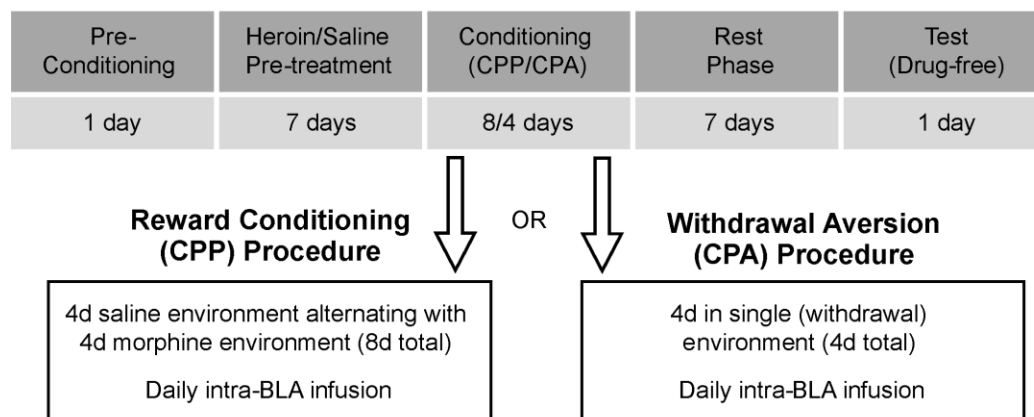 Pre-
Conditioning
Heroin/Saline
Pre-treatment
Conditioning
(CPP/CPA)
Rest
Phase
Test
(Drug-free)
1 day
7 days
8/4 days
7 days
1 day
Reward Conditioning
(CPP) Procedure
OR
Withdrawal Aversion
(CPA) Procedure
4d saline environment alternating with
4d morphine environment (8d total)
Daily intra-BLA infusion
4d in single (withdrawal)
environment (4d total)
Daily intra-BLA infusion